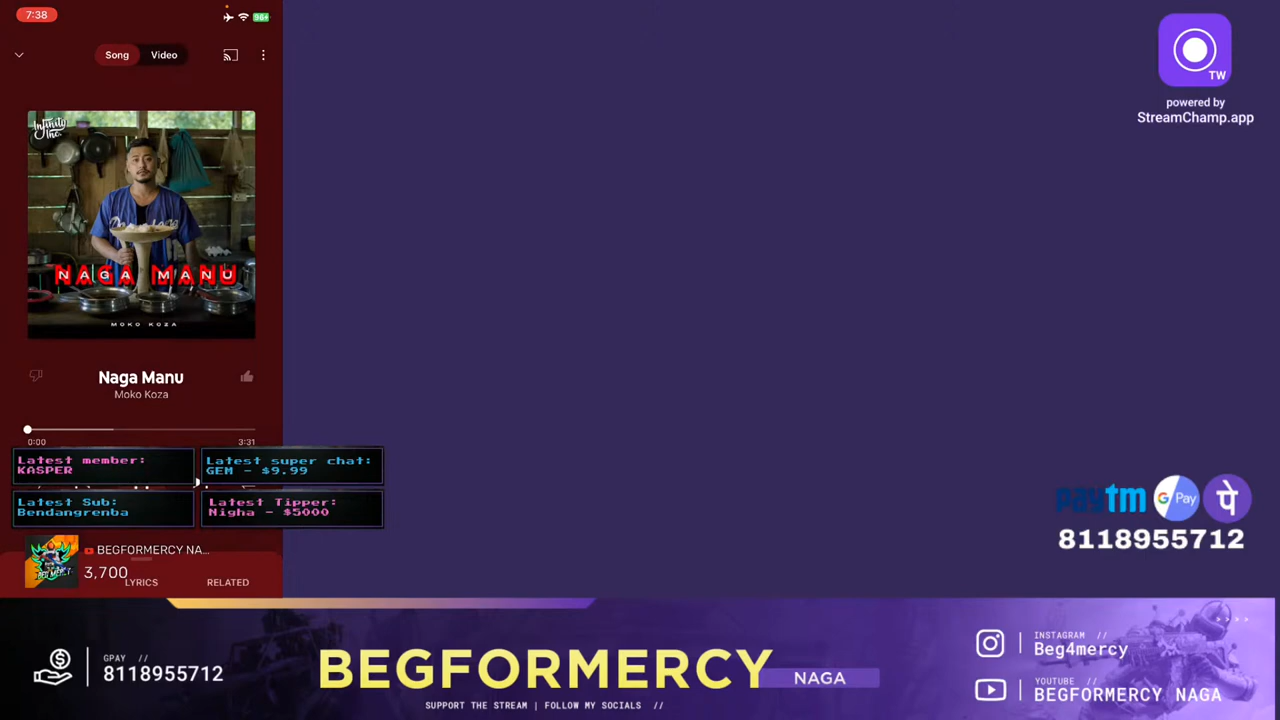 7:38
96+
Song
Video
Infinity
Inc.
NAGA MANU
MOKO KOZA
Naga Manu
Moko Koza
0:00
3:31
Latest member:
KASPER
Latest super chat:
GEM - $9.99
Latest Sub:
Bendangrenba
Latest Tipper:
Nigha - $5000
BEGFORMERCY NA...
3,700
LYRICS
RELATED
TW
powered by
StreamChamp.app
paytm
G Pay
पे
8118955712
GPAY //
8118955712
BEGFORMERCY
NAGA
SUPPORT THE STREAM | FOLLOW MY SOCIALS //
INSTAGRAM //
Beg4mercy
YOUTUBE //
BEGFORMERCY NAGA
> > > >